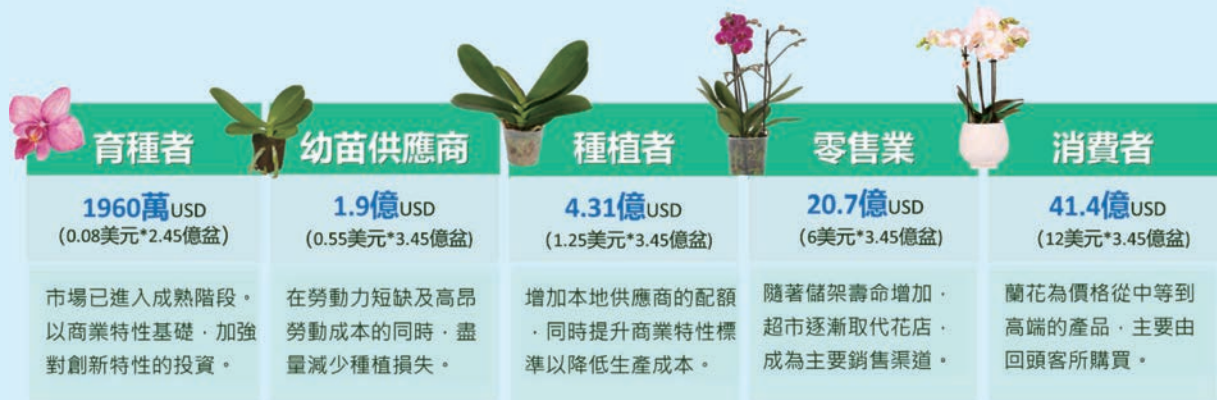 育種者
1960萬USD
(0.08美元*2.45億盆)
市場已進入成熟階段。
以商業特性基礎，加強
對創新特性的投資。
幼苗供應商
1.9億USD
(0.55美元*3.45億盆)
在勞動力短缺及高昂
勞動成本的同時，盡
量減少種植損失。
種植者
4.31億USD
(1.25美元*3.45億盆)
增加本地供應商的配額
，同時提升商業特性標
準以降低生產成本。
零售業
20.7億USD
(6美元*3.45億盆)
隨著儲架壽命增加，
超市逐漸取代花店，
成為主要銷售渠道。
消費者
41.4億USD
(12美元*3.45億盆)
蘭花為價格從中等到
高端的產品，主要由
回頭客所購買。